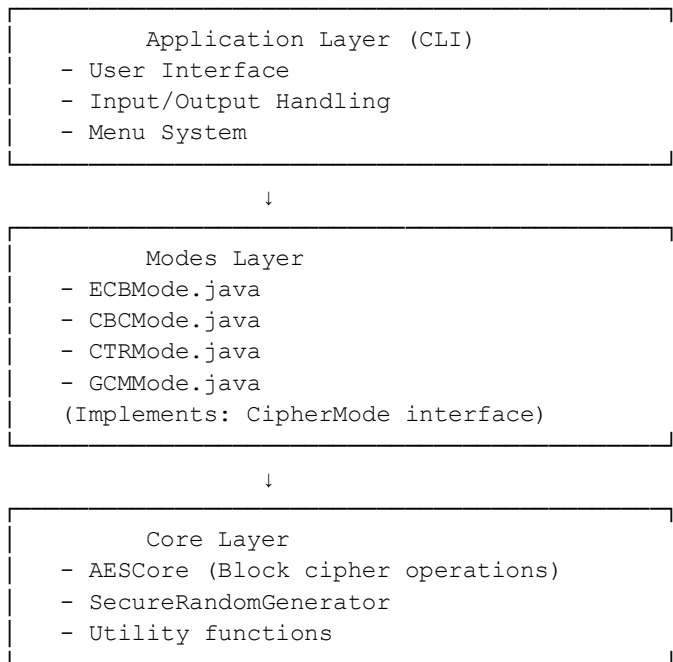 Application Layer (CLI)
- User Interface
- Input/Output Handling
- Menu System
↓
Modes Layer
- ECBMode.java
- CBCMode.java
- CTRMode.java
- GCMMode.java
(Implements: CipherMode interface)
↓
Core Layer
- AESCore (Block cipher operations)
- SecureRandomGenerator
- Utility functions